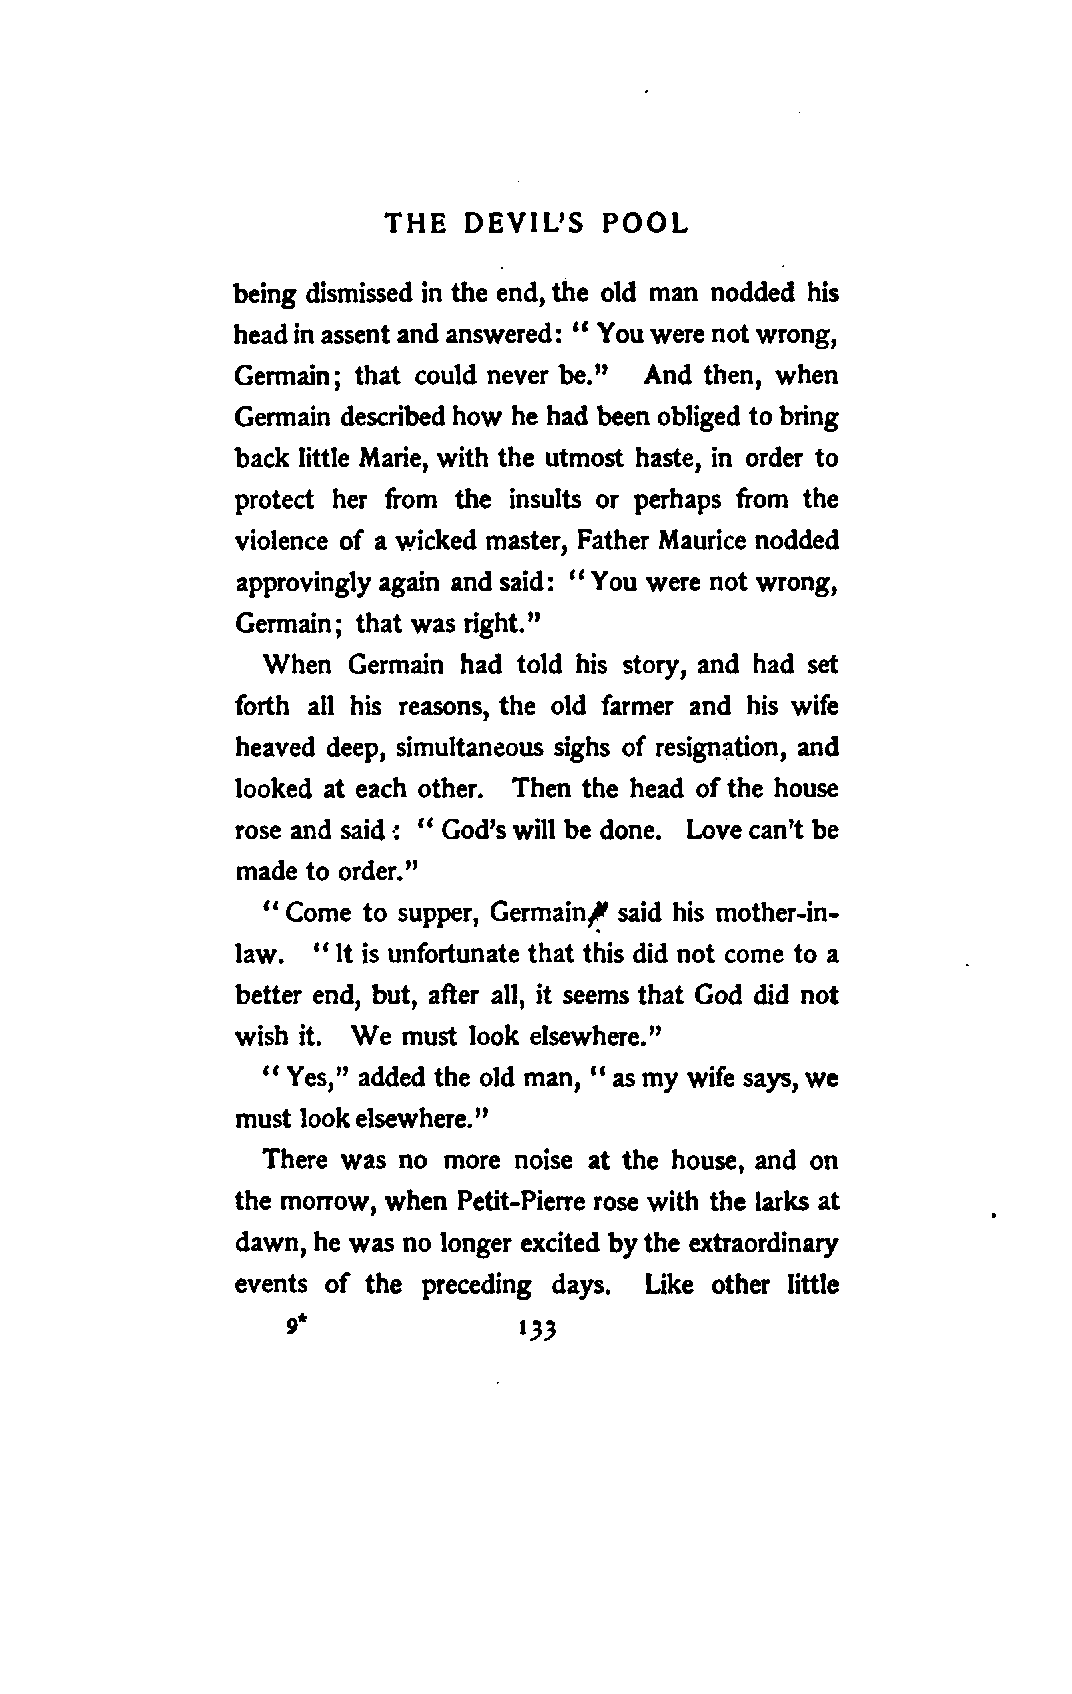 THE DEVIL'S POOL
being dismissed in the end, the old man nodded his
head in assent and answered: “ You were not wrong,
Germain; that could never be.” And then, when
Germain described how he had been obliged to bring
back little Marie, with the utmost haste, in order to
protect her from the insults or perhaps from the
violence of a wicked master, Father Maurice nodded
approvingly again and said: “ You were not wrong,
Germain; that was right.”
When Germain had told his story, and had set
forth all his reasons, the old farmer and his wife
heaved deep, simultaneous sighs of resignation, and
looked at each other. Then the head of the house
rose and said : “ God's will be done. Love can't be
made to order.”
“ Come to supper, Germain,” said his mother-in-
law. “ It is unfortunate that this did not come to a
better end, but, after all, it seems that God did not
wish it. We must look elsewhere.”
“ Yes,” added the old man, “ as my wife says, we
must look elsewhere.”
There was no more noise at the house, and on
the morrow, when Petit-Pierre rose with the larks at
dawn, he was no longer excited by the extraordinary
events of the preceding days. Like other little
9* 133